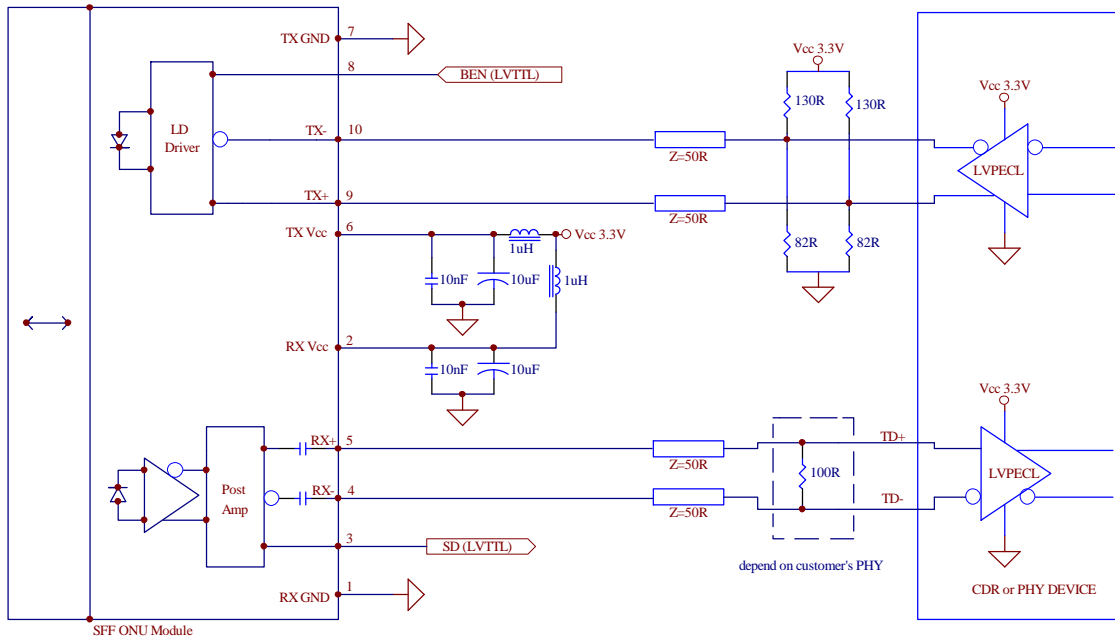 TX GND
7
8
BEN (LVTTL)
Vcc 3.3V
130R
130R
Vcc 3.3V
LD
Driver
TX-
10
Z=50R
LVPECL
TX+
9
Z=50R
TX Vcc
6
1uH
Vcc 3.3V
82R
82R
10nF
10uF
1uH
RX Vcc
2
10nF
10uF
Vcc 3.3V
RX+
5
Z=50R
TD+
Post
Amp
RX-
4
Z=50R
100R
TD-
LVPECL
3
SD (LVTTL)
depend on customer's PHY
RX GND
1
CDR or PHY DEVICE
SFF ONU Module